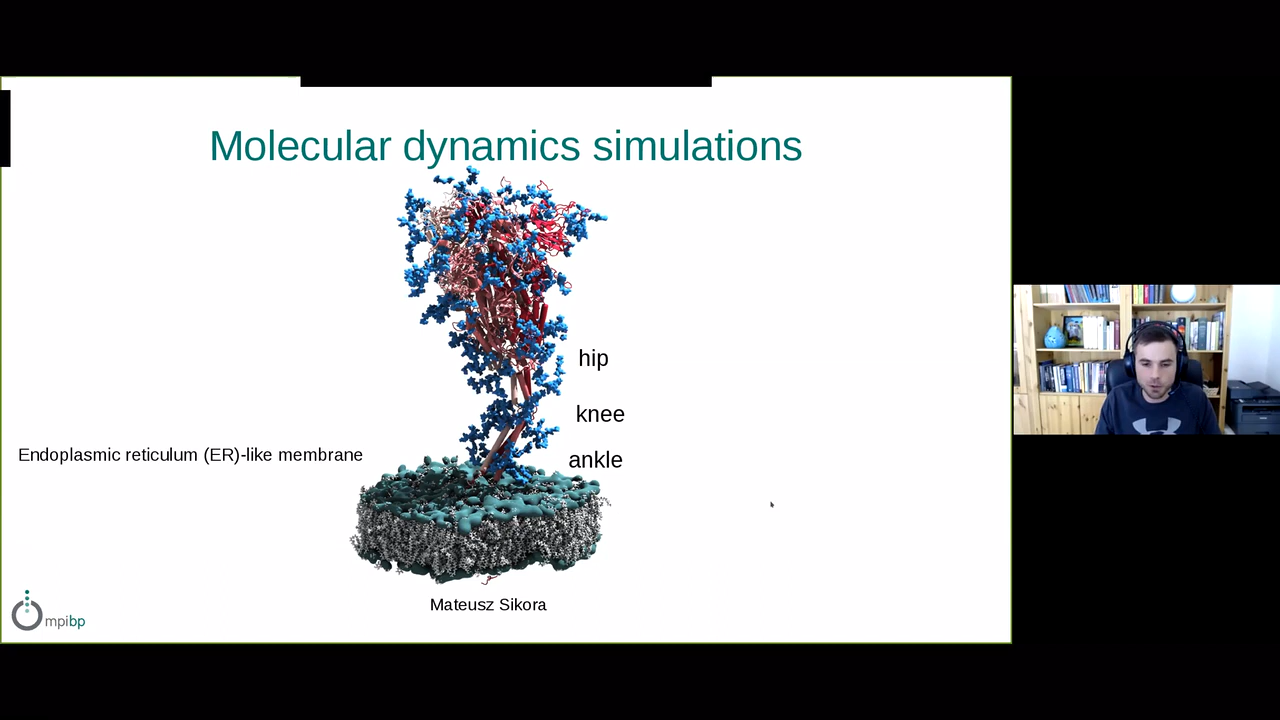 Molecular dynamics simulations
hip
knee
Endoplasmic reticulum (ER)-like membrane
ankle
Mateusz Sikora
mpibp